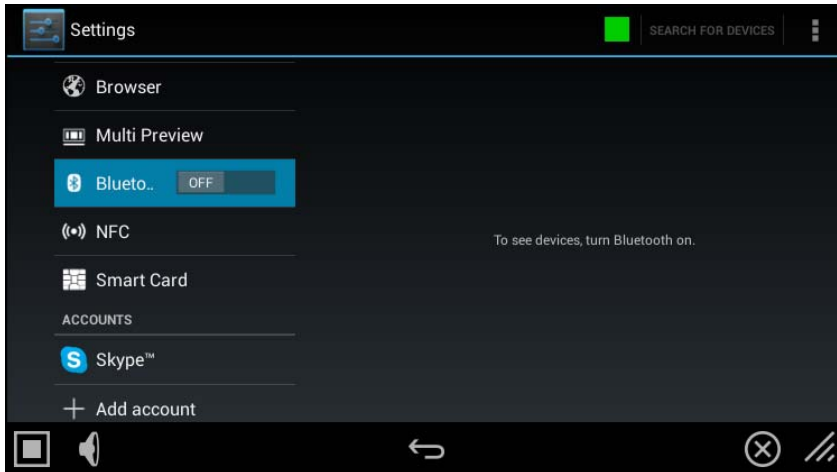 Settings
SEARCH FOR DEVICES
Browser
Multi Preview
Blueto..
OFF
NFC
To see devices, turn Bluetooth on.
Smart Card
ACCOUNTS
S
Skype™
Add account